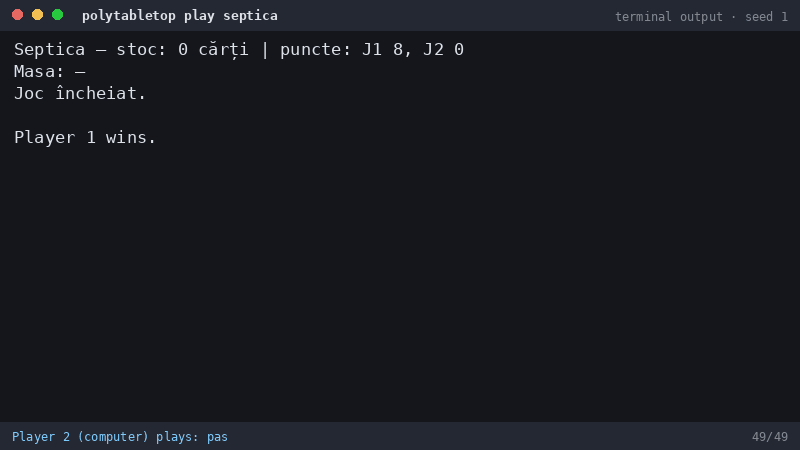 polytabletop play septica
terminal output · seed 1
Septica — stoc: 0 cărți | puncte: J1 8, J2 0
Masa: —
Joc încheiat.
Player 1 wins.
Player 2 (computer) plays: pas
49/49